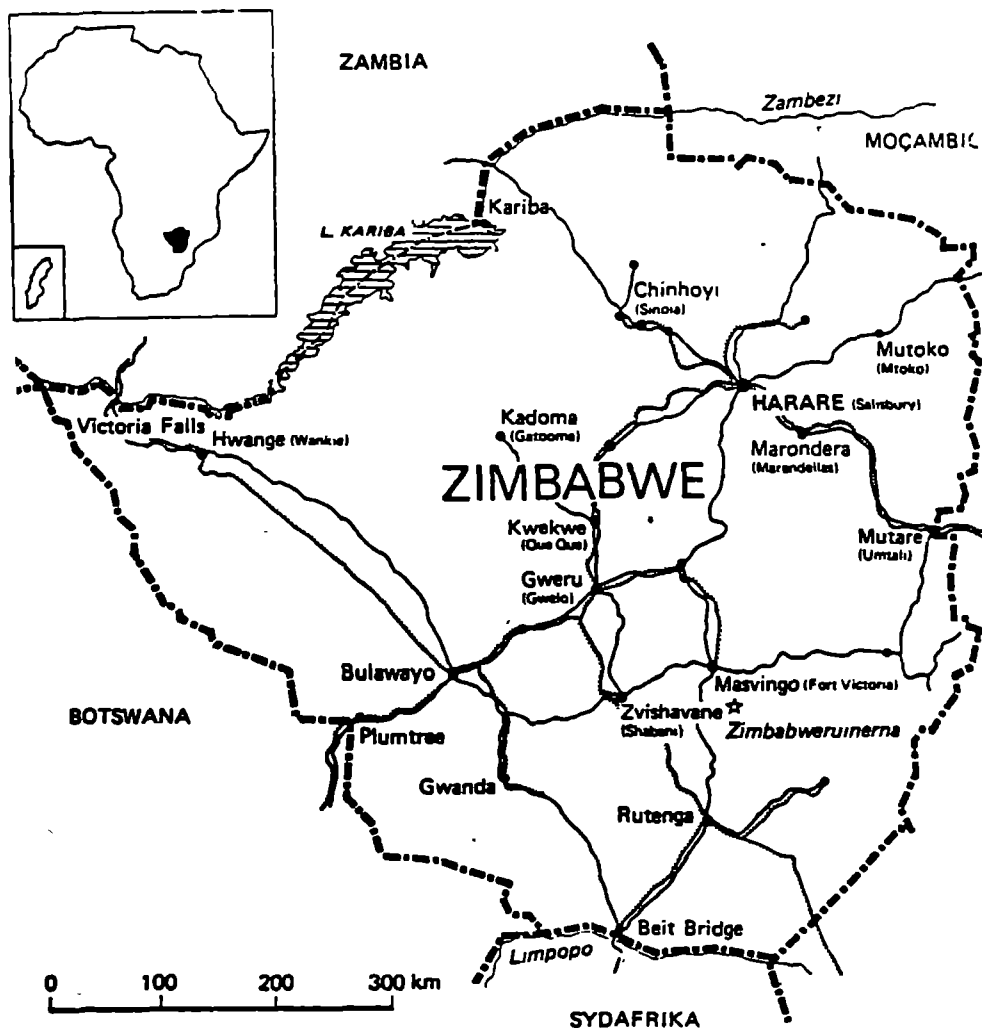 ZAMBIA
Zambezi
MOÇAMBIC
Kariba
L. KARIBA
Chinhoyi
(Sinoia)
Mutoko
(Mtoko)
HARARE (Salisbury)
Victoria Falls
Hwange (Wankie)
Kadoma
(Gatooma)
Marondera
(Marandellas)
ZIMBABWE
Kwekwe
(Que Que)
Mutare
(Umtali)
Gweru
(Gwelo)
Bulawayo
Masvingo (Fort Victoria)
Zvishavane
(Shabani)
Zimbabweruinerna
BOTSWANA
Plumtree
Gwanda
Rutenga
Beit Bridge
Limpopo
0 100 200 300 km
SYDAFRIKA